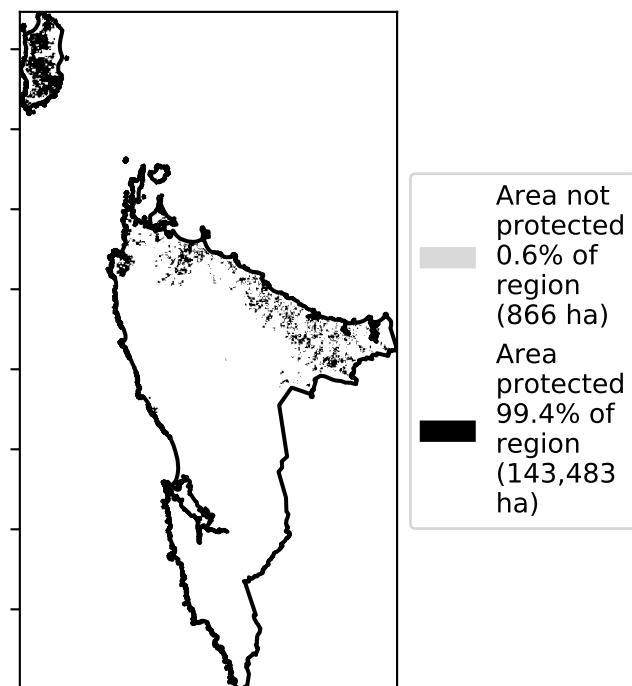 Area not
protected
0.6% of
region
(866 ha)
Area
protected
99.4% of
region
(143,483
ha)